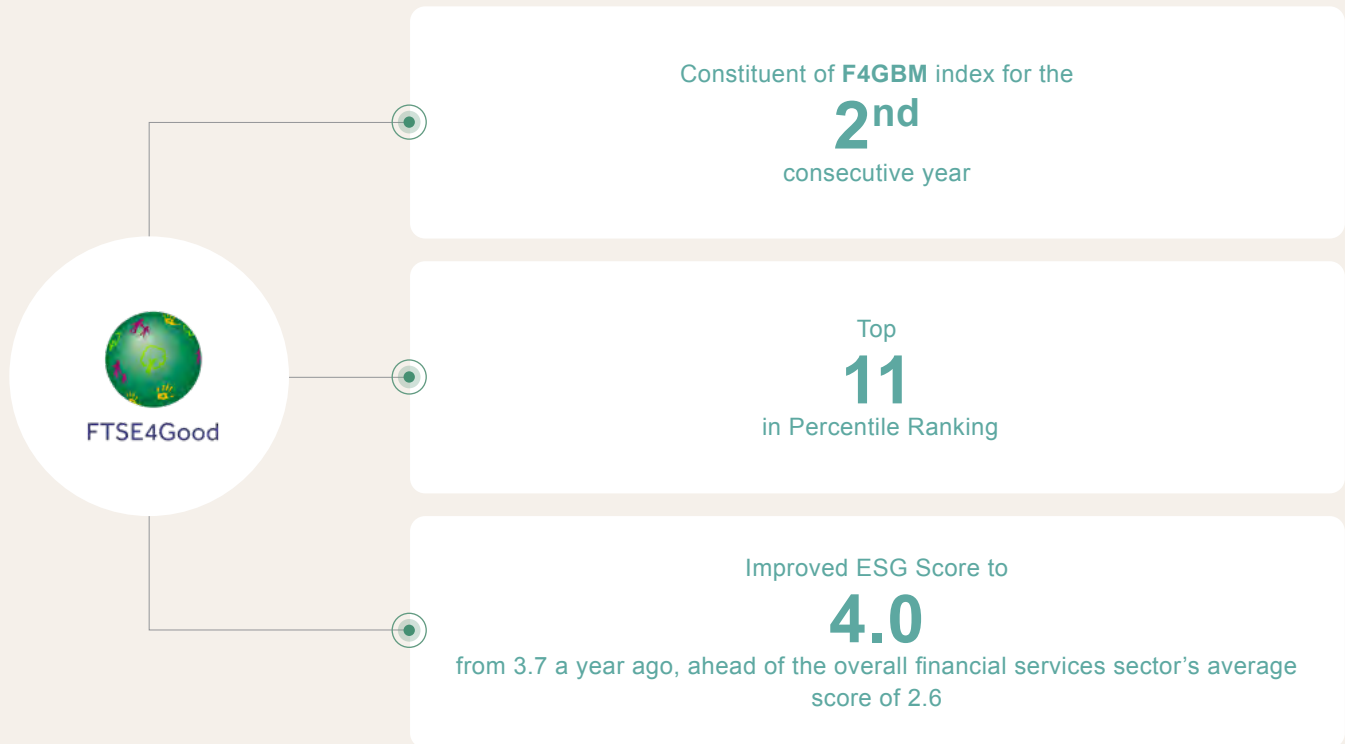 Constituent of F4GBM index for the
2nd
consecutive year
FTSE4Good
Top
11
in Percentile Ranking
Improved ESG Score to
4.0
from 3.7 a year ago, ahead of the overall financial services sector’s average
score of 2.6